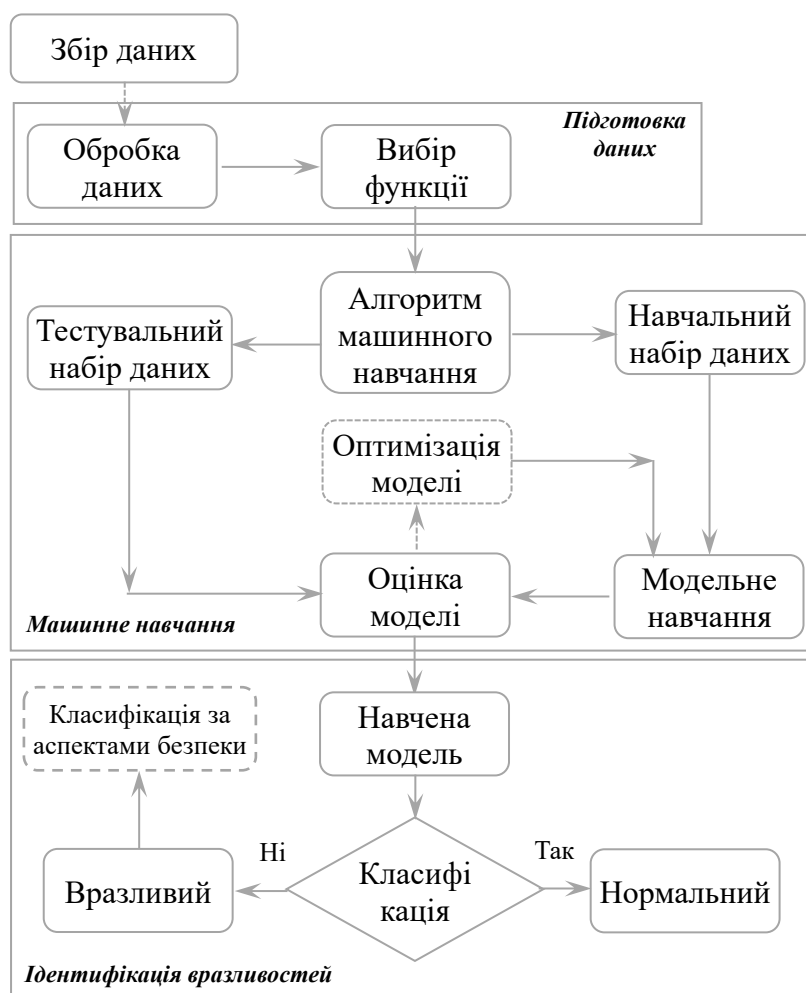 Збір даних
Підготовка
даних
Обробка
даних
Вибір
функції
Алгоритм
машинного
навчання
Тестувальний
набір даних
Навчальний
набір даних
Оптимізація
моделі
Оцінка
моделі
Модельне
навчання
Машинне навчання
Класифікація за
аспектами безпеки
Навчена
модель
Ні
Так
Вразливий
Класифі
кація
Нормальний
Ідентифікація вразливостей